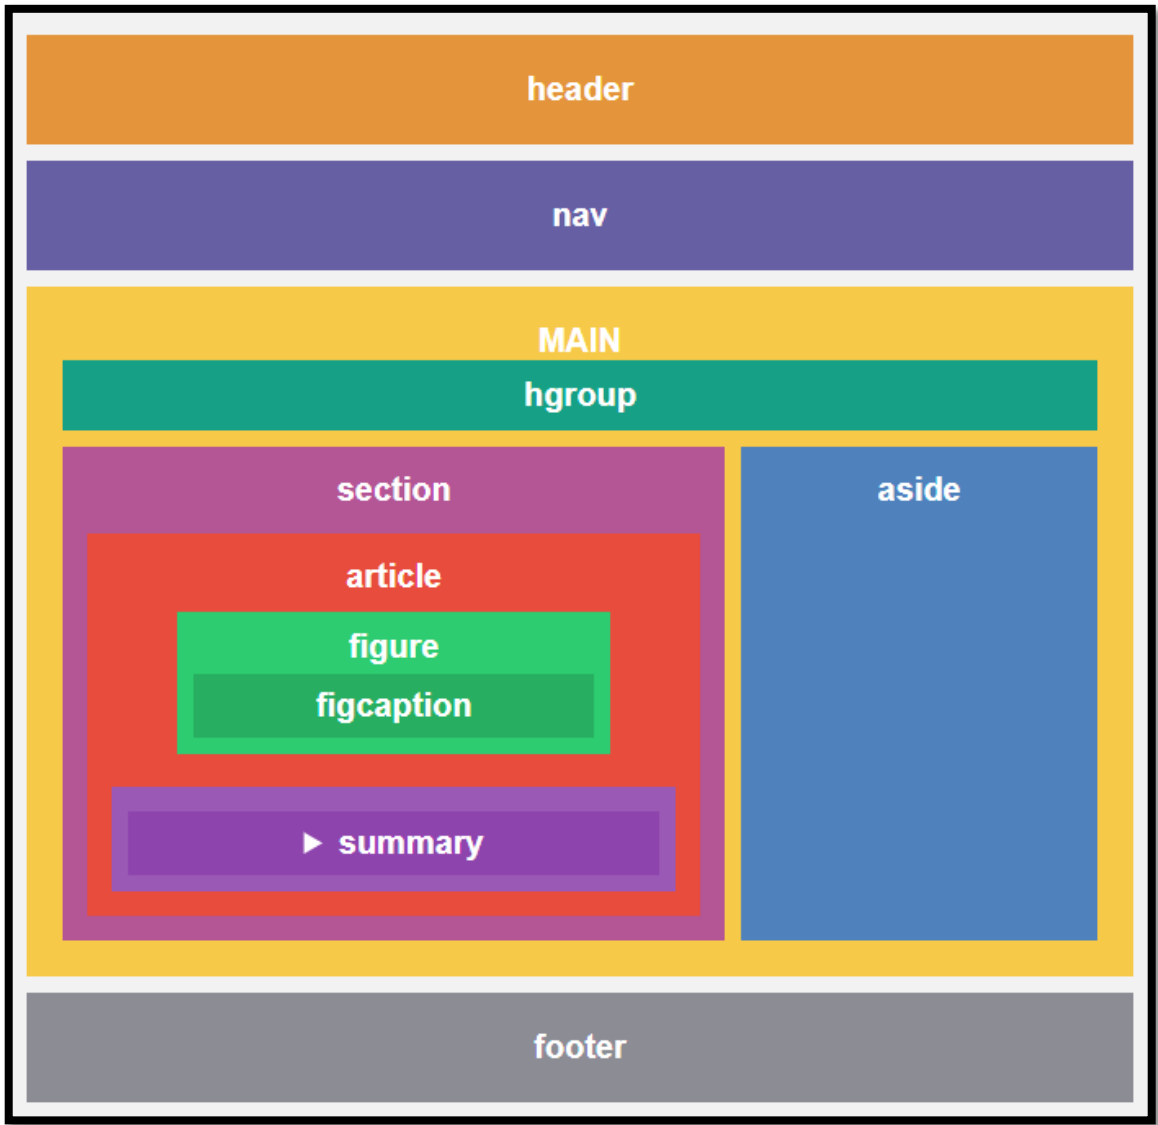 header
nav
MAIN
hgroup
section
aside
article
figure
figcaption
▶ summary
footer